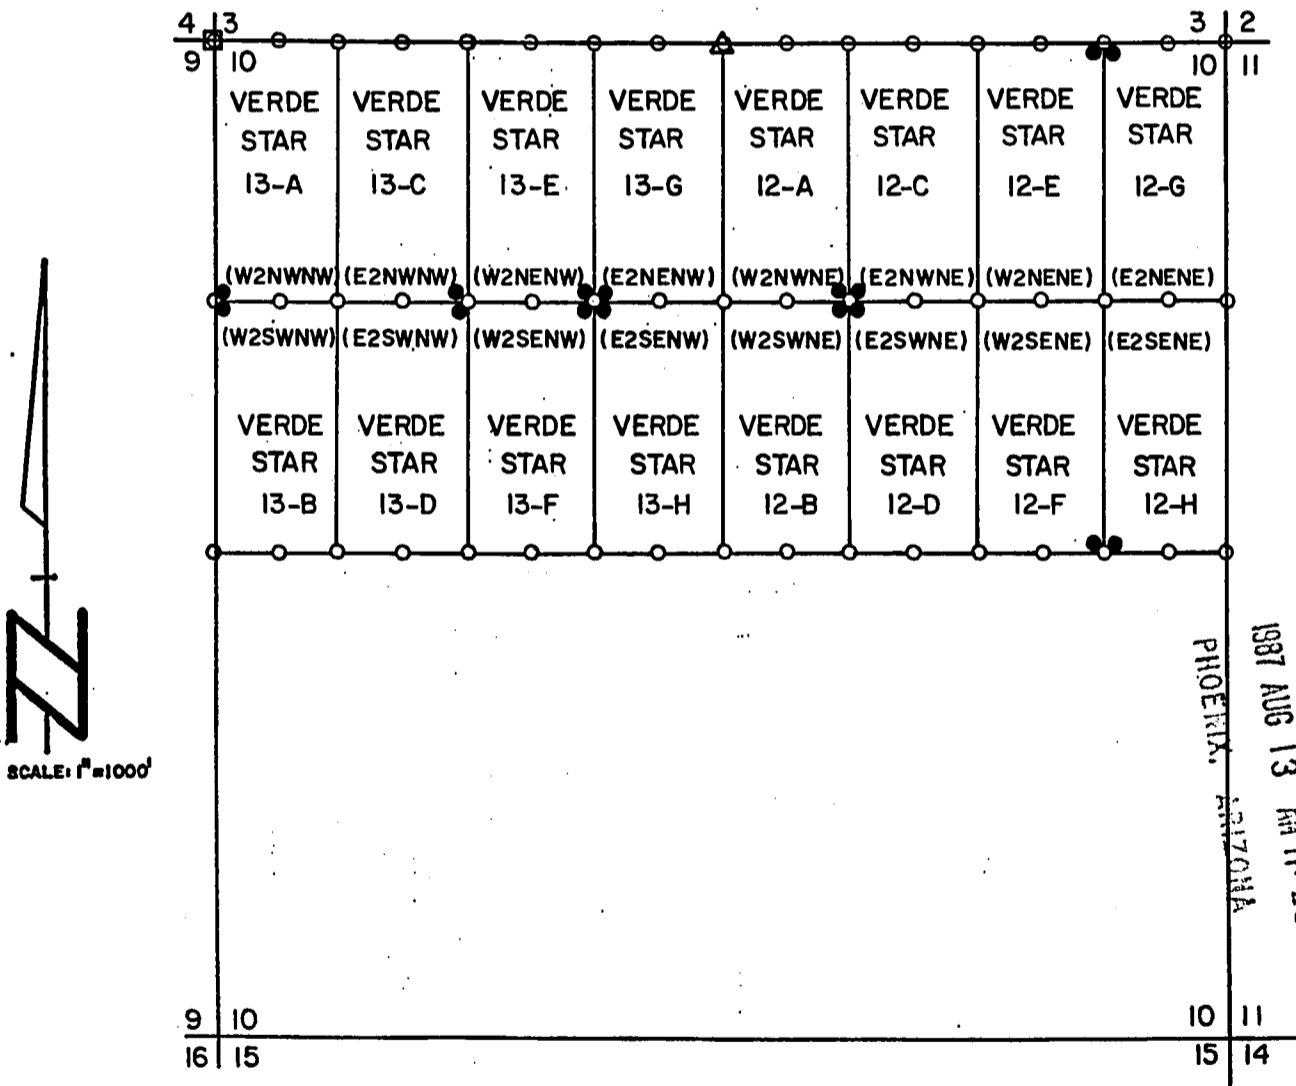 4 3
3 2
9 10
10 11
VERDE STAR 13-A
VERDE STAR 13-C
VERDE STAR 13-E
VERDE STAR 13-G
VERDE STAR 12-A
VERDE STAR 12-C
VERDE STAR 12-E
VERDE STAR 12-G
(W2NWNW) (E2NWNW) (W2NENW) (E2NENW) (W2NWNE) (E2NWNE) (W2NENE) (E2NENE)
(W2SWNW) (E2SWNW) (W2SENW) (E2SENW) (W2SWNE) (E2SWNE) (W2SENE) (E2SENE)
VERDE STAR 13-B
VERDE STAR 13-D
VERDE STAR 13-F
VERDE STAR 13-H
VERDE STAR 12-B
VERDE STAR 12-D
VERDE STAR 12-F
VERDE STAR 12-H
N
SCALE: 1"=1000'
1987 AUG 13 AM
PHOENIX, ARIZONA
9 10
10 11
16 15
15 14